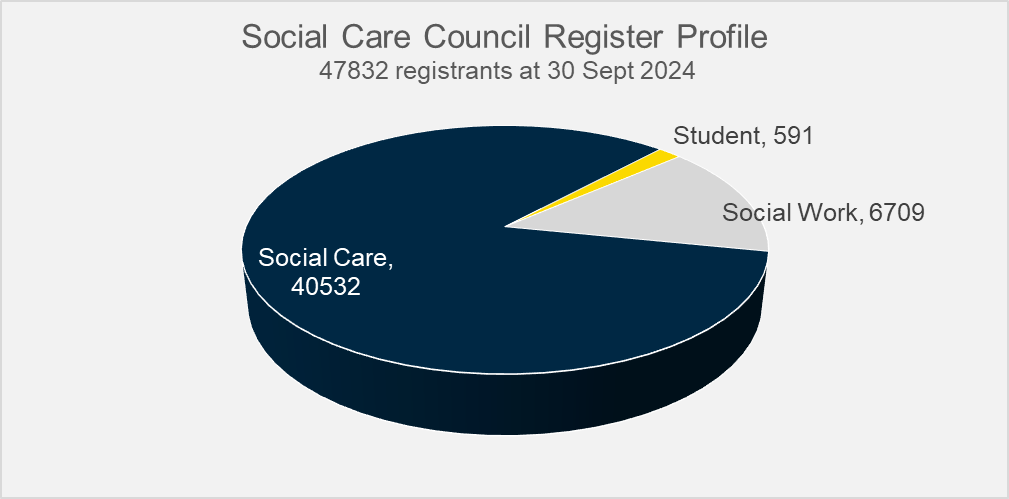 Social Care Council Register Profile
47832 registrants at 30 Sept 2024
Student, 591
Social Work, 6709
Social Care,
40532